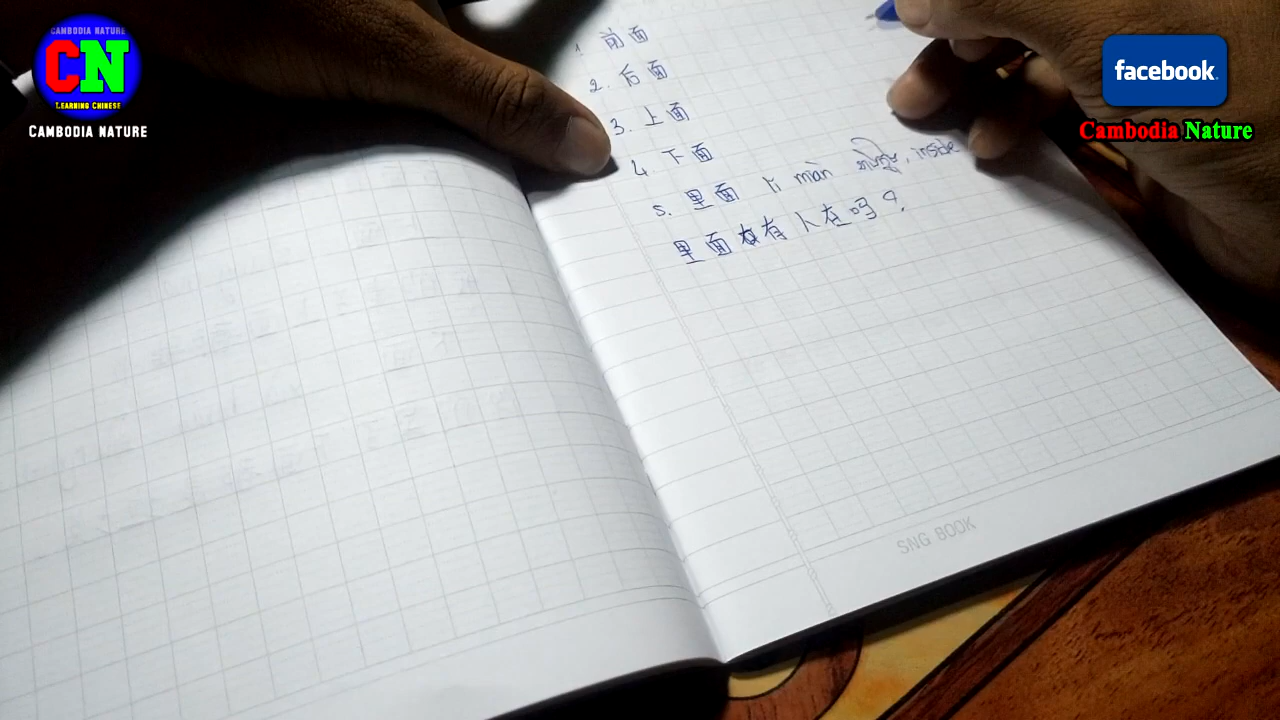 CAMBODIA NATURE
CN
LEARNING CHINESE
CAMBODIA NATURE
facebook
Cambodia Nature
1 前面
2. 后面
3. 上面
4. 下面
5. 里面 lǐ miàn inside
里面有人在吗?
SNG BOOK